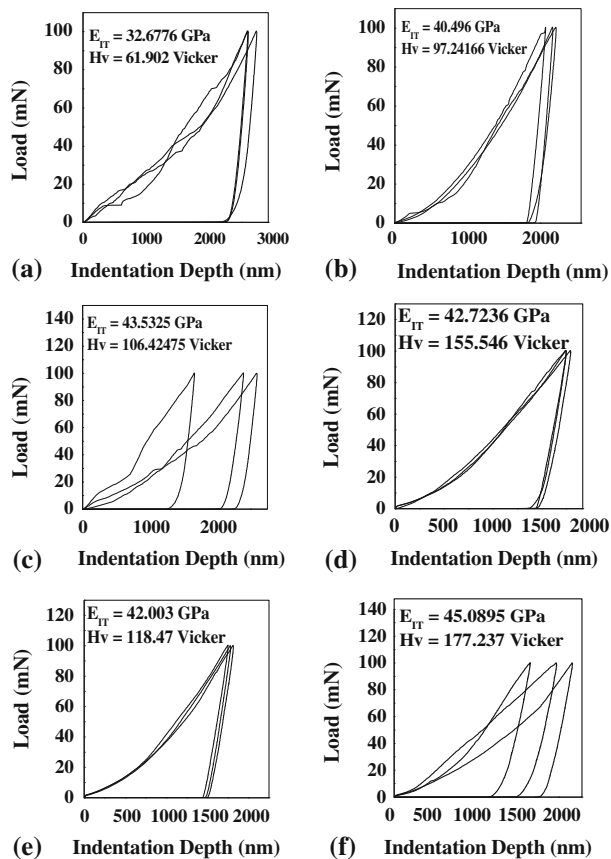 E_IT = 32.6776 GPa
Hv = 61.902 Vicker
100
80
60
40
20
0
Load (mN)
0 1000 2000 3000
(a) Indentation Depth (nm)
E_IT = 40.496 GPa
Hv = 97.24166 Vicker
100
80
60
40
20
0
Load (mN)
0 1000 2000
(b) Indentation Depth (nm)
E_IT = 43.5325 GPa
Hv = 106.42475 Vicker
140
120
100
80
60
40
20
0
Load (mN)
0 1000 2000
(c) Indentation Depth (nm)
E_IT = 42.7236 GPa
Hv = 155.546 Vicker
120
100
80
60
40
20
0
Load (mN)
0 500 1000 1500 2000
(d) Indentation Depth (nm)
E_IT = 42.003 GPa
Hv = 118.47 Vicker
120
100
80
60
40
20
0
Load (mN)
0 500 1000 1500 2000
(e) Indentation Depth (nm)
E_IT = 45.0895 GPa
Hv = 177.237 Vicker
140
120
100
80
60
40
20
0
Load (mN)
0 500 1000 1500 2000
(f) Indentation Depth (nm)